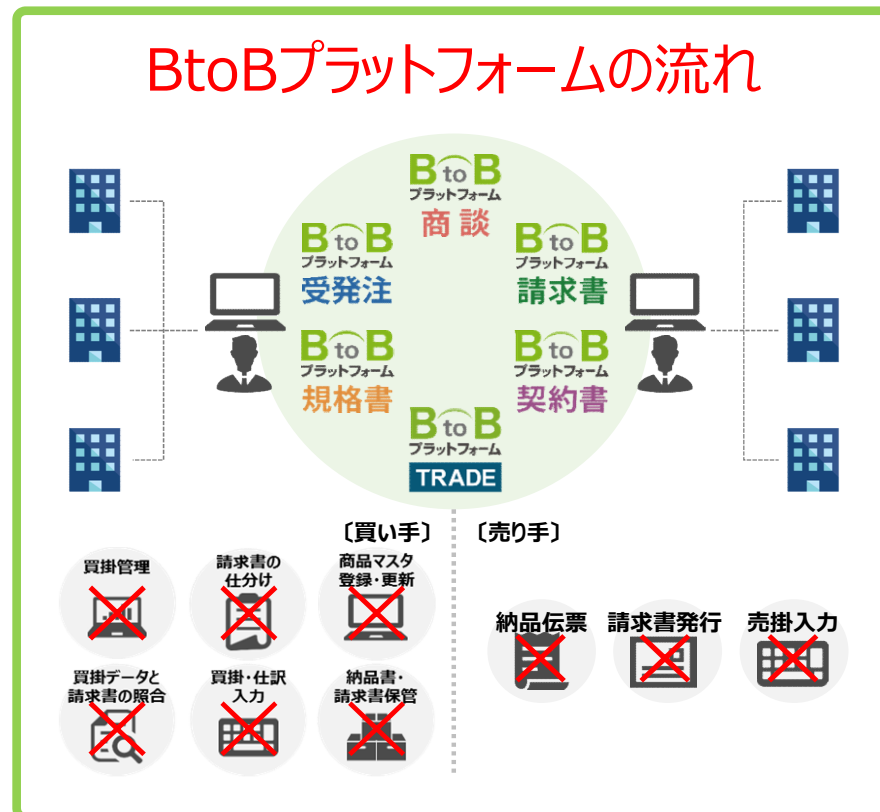 BtoBプラットフォームの流れ
BtoB
プラットフォーム
商談
BtoB
プラットフォーム
受発注
BtoB
プラットフォーム
請求書
BtoB
プラットフォーム
規格書
BtoB
プラットフォーム
契約書
BtoB
プラットフォーム
TRADE
〔買い手〕
〔売り手〕
買掛管理
請求書の
仕分け
商品マスタ
登録・更新
買掛データと
請求書の照合
買掛・仕訳
入力
納品書・
請求書保管
納品伝票
請求書発行
売掛入力